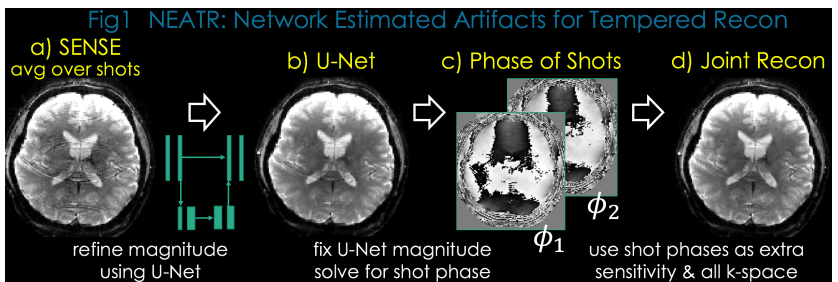 Fig1 NEATR: Network Estimated Artifacts for Tempered Recon
a) SENSE
avg over shots
b) U-Net
c) Phase of Shots
d) Joint Recon
ϕ1
ϕ2
refine magnitude
using U-Net
fix U-Net magnitude
solve for shot phase
use shot phases as extra
sensitivity & all k-space